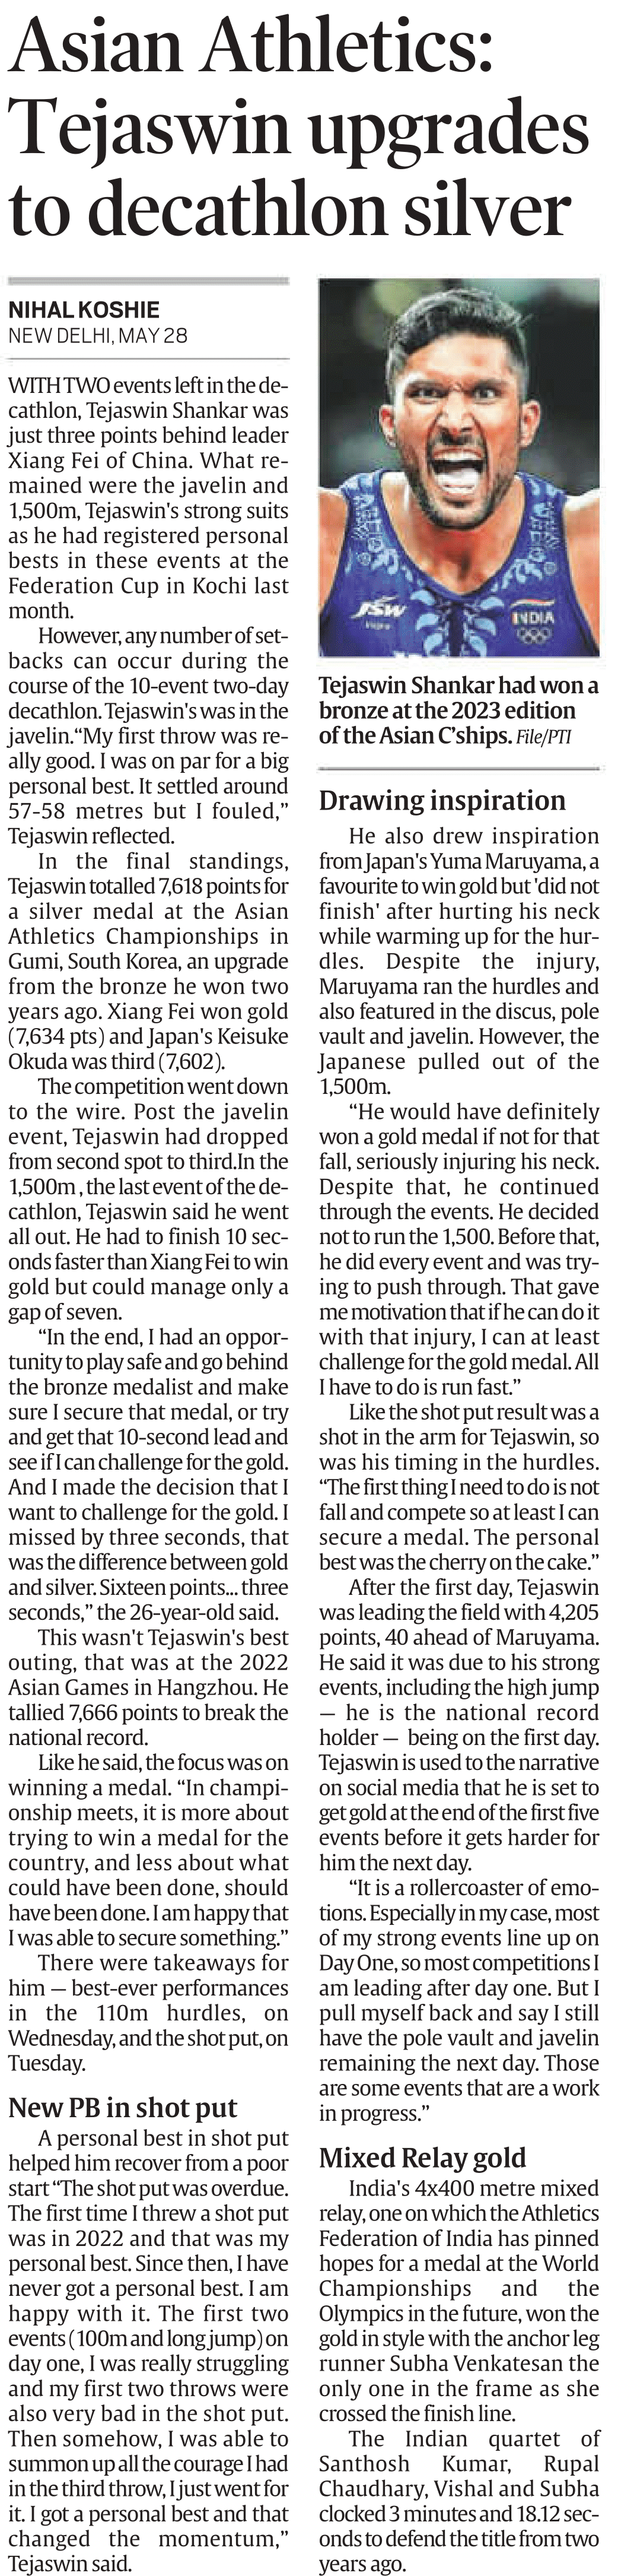 Asian Athletics:
Tejaswin upgrades
to decathlon silver
NIHAL KOSHIE
NEW DELHI, MAY 28
WITH TWO events left in the de-
cathlon, Tejaswin Shankar was
just three points behind leader
Xiang Fei of China. What re-
mained were the javelin and
1,500m, Tejaswin's strong suits
as he had registered personal
bests in these events at the
Federation Cup in Kochi last
month.
However, any number of set-
backs can occur during the
course of the 10-event two-day
decathlon. Tejaswin's was in the
javelin.“My first throw was re-
ally good. I was on par for a big
personal best. It settled around
57-58 metres but I fouled,”
Tejaswin reflected.
In the final standings,
Tejaswin totalled 7,618 points for
a silver medal at the Asian
Athletics Championships in
Gumi, South Korea, an upgrade
from the bronze he won two
years ago. Xiang Fei won gold
(7,634 pts) and Japan's Keisuke
Okuda was third (7,602).
The competition went down
to the wire. Post the javelin
event, Tejaswin had dropped
from second spot to third.In the
1,500m , the last event of the de-
cathlon, Tejaswin said he went
all out. He had to finish 10 sec-
onds faster than Xiang Fei to win
gold but could manage only a
gap of seven.
“In the end, I had an oppor-
tunity to play safe and go behind
the bronze medalist and make
sure I secure that medal, or try
and get that 10-second lead and
see if I can challenge for the gold.
And I made the decision that I
want to challenge for the gold. I
missed by three seconds, that
was the difference between gold
and silver. Sixteen points... three
seconds,” the 26-year-old said.
This wasn't Tejaswin's best
outing, that was at the 2022
Asian Games in Hangzhou. He
tallied 7,666 points to break the
national record.
Like he said, the focus was on
winning a medal. “In champi-
onship meets, it is more about
trying to win a medal for the
country, and less about what
could have been done, should
have been done. I am happy that
I was able to secure something.”
There were takeaways for
him — best-ever performances
in the 110m hurdles, on
Wednesday, and the shot put, on
Tuesday.
New PB in shot put
A personal best in shot put
helped him recover from a poor
start “The shot put was overdue.
The first time I threw a shot put
was in 2022 and that was my
personal best. Since then, I have
never got a personal best. I am
happy with it. The first two
events (100m and long jump) on
day one, I was really struggling
and my first two throws were
also very bad in the shot put.
Then somehow, I was able to
summon up all the courage I had
in the third throw, I just went for
it. I got a personal best and that
changed the momentum,”
Tejaswin said.
JSW
INDIA
Tejaswin Shankar had won a
bronze at the 2023 edition
of the Asian C’ships. File/PTI
Drawing inspiration
He also drew inspiration
from Japan's Yuma Maruyama, a
favourite to win gold but 'did not
finish' after hurting his neck
while warming up for the hur-
dles. Despite the injury,
Maruyama ran the hurdles and
also featured in the discus, pole
vault and javelin. However, the
Japanese pulled out of the
1,500m.
“He would have definitely
won a gold medal if not for that
fall, seriously injuring his neck.
Despite that, he continued
through the events. He decided
not to run the 1,500. Before that,
he did every event and was try-
ing to push through. That gave
me motivation that if he can do it
with that injury, I can at least
challenge for the gold medal. All
I have to do is run fast.”
Like the shot put result was a
shot in the arm for Tejaswin, so
was his timing in the hurdles.
“The first thing I need to do is not
fall and compete so at least I can
secure a medal. The personal
best was the cherry on the cake.”
After the first day, Tejaswin
was leading the field with 4,205
points, 40 ahead of Maruyama.
He said it was due to his strong
events, including the high jump
— he is the national record
holder — being on the first day.
Tejaswin is used to the narrative
on social media that he is set to
get gold at the end of the first five
events before it gets harder for
him the next day.
“It is a rollercoaster of emo-
tions. Especially in my case, most
of my strong events line up on
Day One, so most competitions I
am leading after day one. But I
pull myself back and say I still
have the pole vault and javelin
remaining the next day. Those
are some events that are a work
in progress.”
Mixed Relay gold
India's 4x400 metre mixed
relay, one on which the Athletics
Federation of India has pinned
hopes for a medal at the World
Championships and the
Olympics in the future, won the
gold in style with the anchor leg
runner Subha Venkatesan the
only one in the frame as she
crossed the finish line.
The Indian quartet of
Santhosh Kumar, Rupal
Chaudhary, Vishal and Subha
clocked 3 minutes and 18.12 sec-
onds to defend the title from two
years ago.